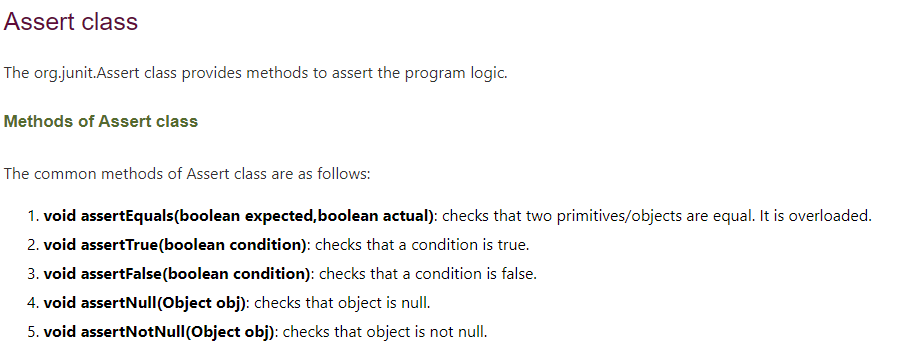 Assert class
The org.junit.Assert class provides methods to assert the program logic.
Methods of Assert class
The common methods of Assert class are as follows:
1. void assertEquals(boolean expected,boolean actual): checks that two primitives/objects are equal. It is overloaded.
2. void assertTrue(boolean condition): checks that a condition is true.
3. void assertFalse(boolean condition): checks that a condition is false.
4. void assertNull(Object obj): checks that object is null.
5. void assertNotNull(Object obj): checks that object is not null.